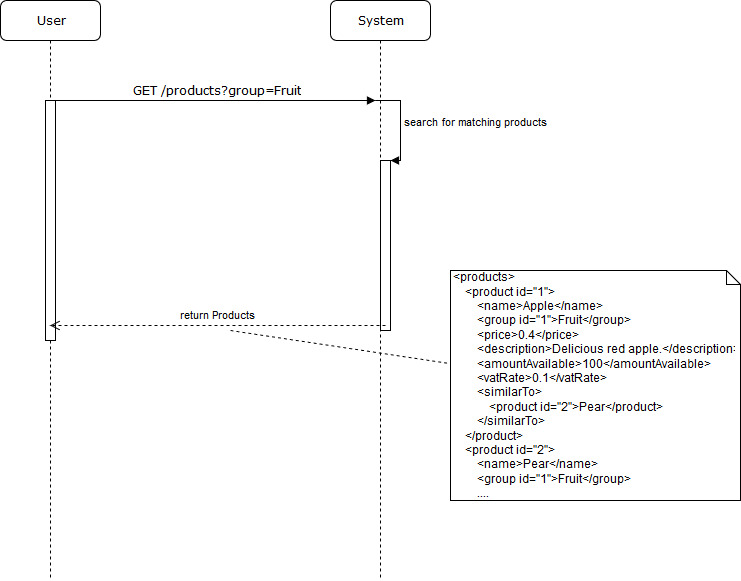 User
System
GET /products?group=Fruit
search for matching products
return Products
<products>
<product id="1">
<name>Apple</name>
<group id="1">Fruit</group>
<price>0.4</price>
<description>Delicious red apple.</description>
<amountAvailable>100</amountAvailable>
<vatRate>0.1</vatRate>
<similarTo>
<product id="2">Pear</product>
</similarTo>
</product>
<product id="2">
<name>Pear</name>
<group id="1">Fruit</group>
....